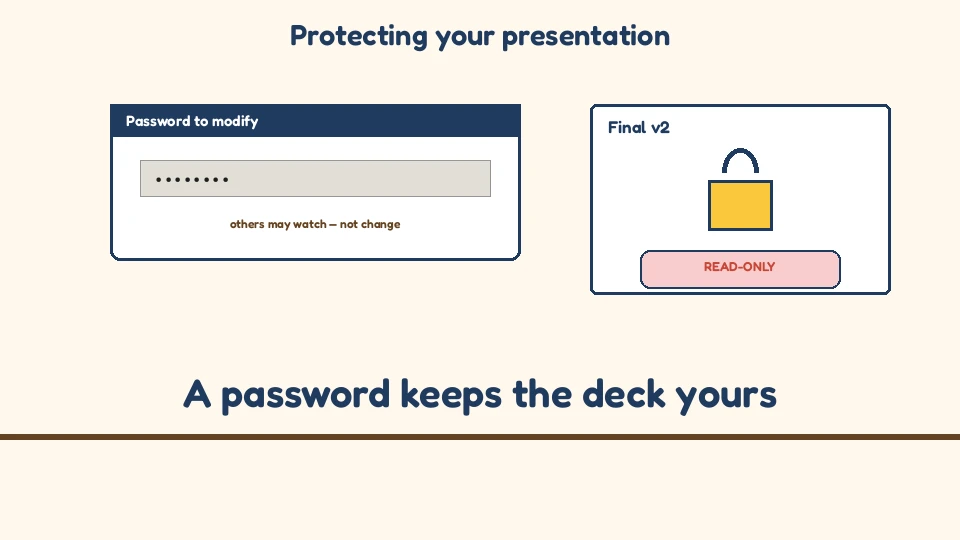 Protecting your presentation
Password to modify
••••••••
others may watch – not change
Final v2
READ-ONLY
A password keeps the deck yours